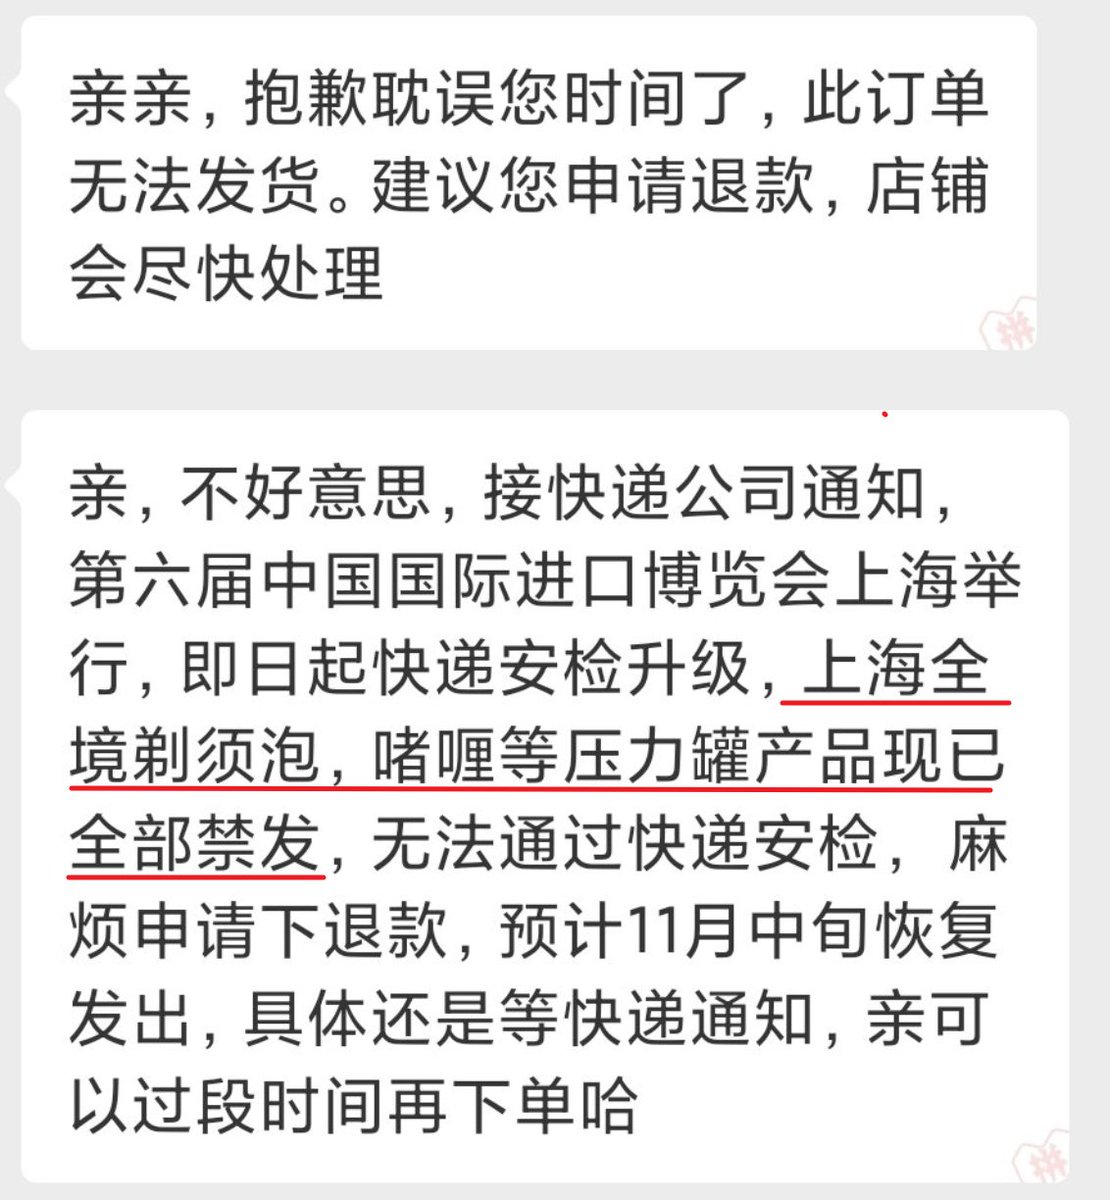 亲亲，抱歉耽误您时间了，此订单
无法发货。建议您申请退款，店铺
会尽快处理
拼
亲，不好意思，接快递公司通知，
第六届中国国际进口博览会上海举
行，即日起快递安检升级，上海全
境剃须泡，啫喱等压力罐产品现已
全部禁发，无法通过快递安检，麻
烦申请下退款，预计11月中旬恢复
发出，具体还是等快递通知，亲可
以过段时间再下单哈
拼